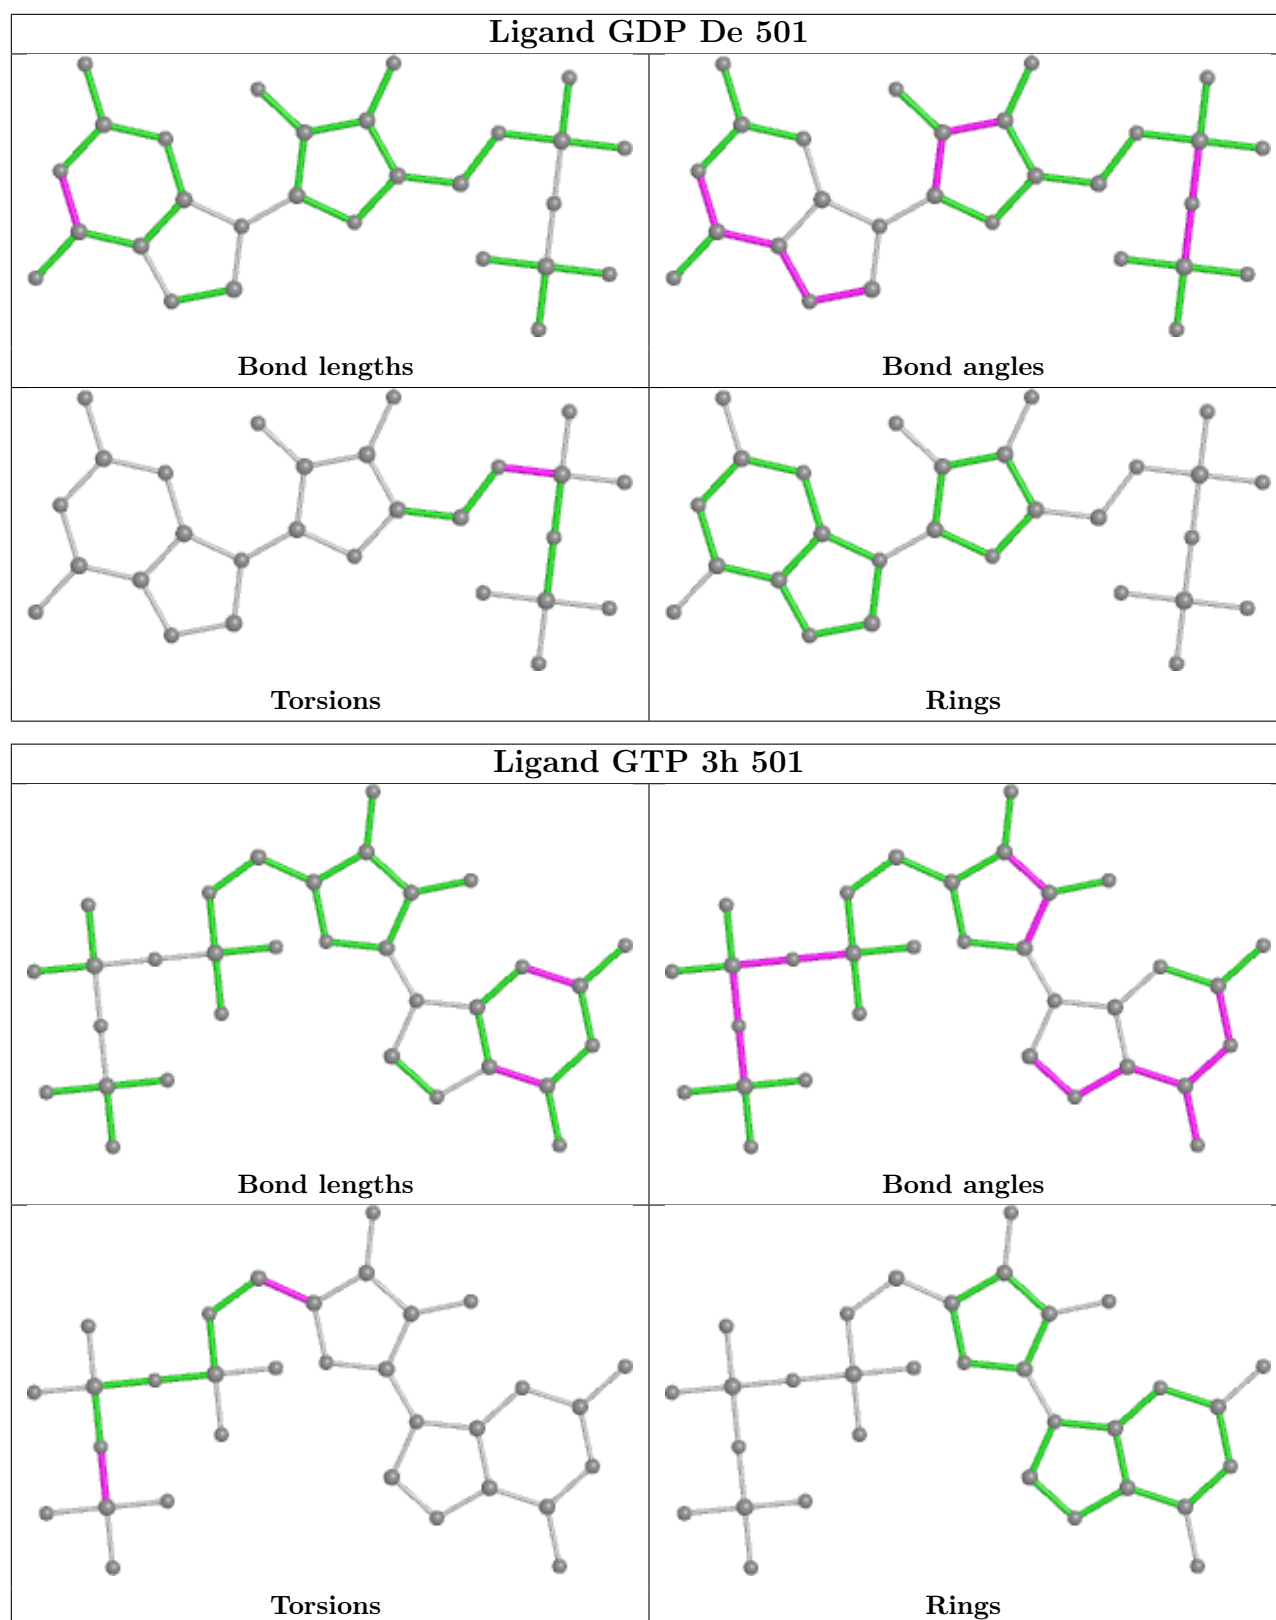 Ligand GDP De 501
Bond lengths
Bond angles
Torsions
Rings
Ligand GTP 3h 501
Bond lengths
Bond angles
Torsions
Rings